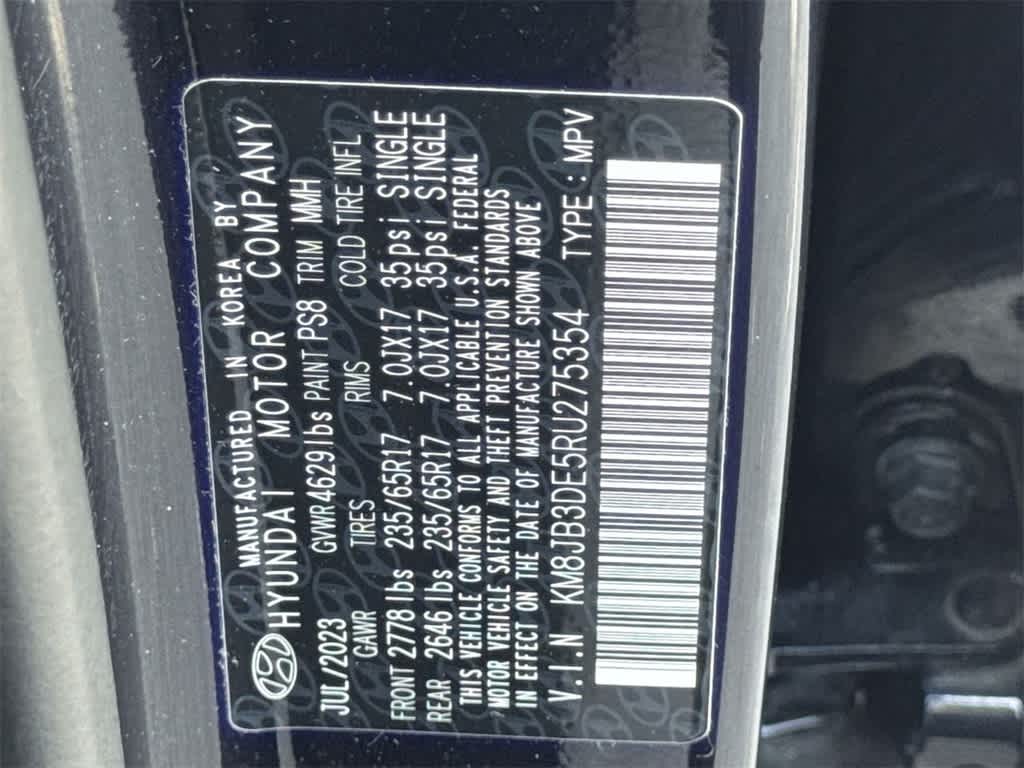 MANUFACTURED IN KOREA BY
HYUNDAI MOTOR COMPANY
JUL/2023 GVWR 4629 lbs PAINT PS8 TRIM MMH
GAWR TIRES RIMS COLD TIRE INFL
FRONT 2778 lbs 235/65R17 7.0JX17 35psi SINGLE
REAR 2646 lbs 235/65R17 7.0JX17 35psi SINGLE
THIS VEHICLE CONFORMS TO ALL APPLICABLE U.S.A. FEDERAL
MOTOR VEHICLE SAFETY AND THEFT PREVENTION STANDARDS
IN EFFECT ON THE DATE OF MANUFACTURE SHOWN ABOVE
V.I.N KM8JB3DE5RU275354 TYPE : MPV